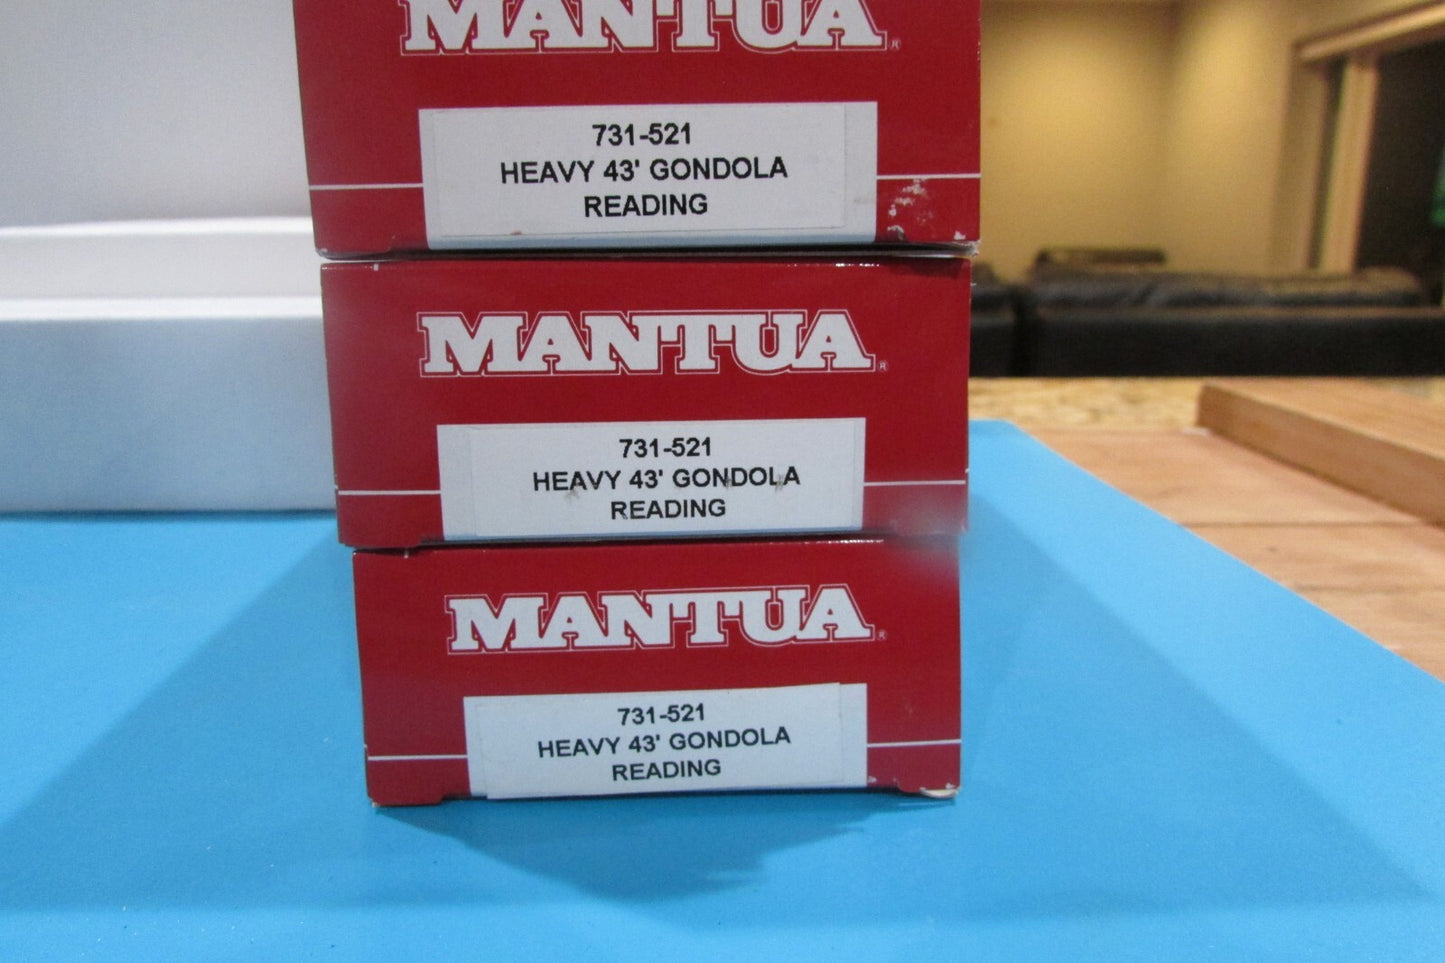 MANTUA®
731-521
HEAVY 43' GONDOLA
READING
MANTUA®
731-521
HEAVY 43' GONDOLA
READING
MANTUA®
731-521
HEAVY 43' GONDOLA
READING